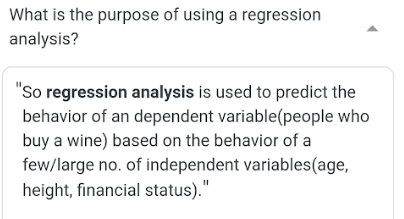 What is the purpose of using a regression
analysis?
"So regression analysis is used to predict the
behavior of an dependent variable(people who
buy a wine) based on the behavior of a
few/large no. of independent variables(age,
height, financial status)."